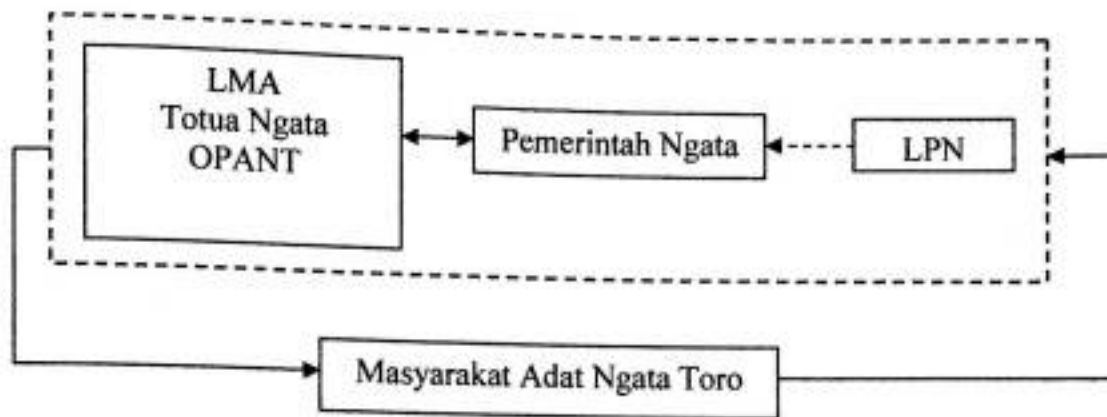 LMA
Totua Ngata
OPANT
Pemerintah Ngata
LPN
Masyarakat Adat Ngata Toro